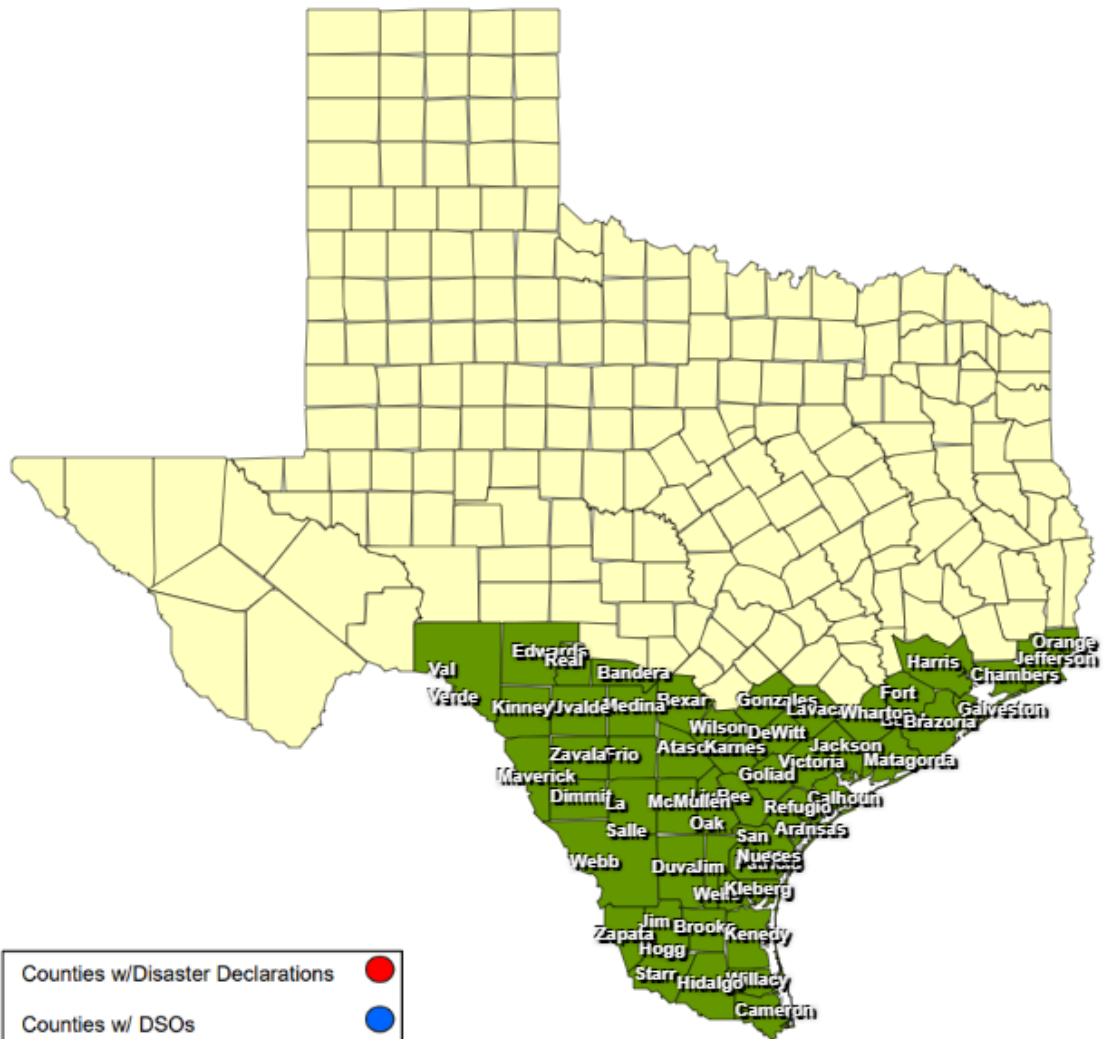 Orange
Harris
Jefferson
Edwards
Real
Val
Bandera
Chambers
Verde
Fort
Bexar
Gonzales
Galveston
Kinney
Uvalde
Medina
Lavaca
Wharton
Brazoria
Wilson
DeWitt
Zavala
Frio
Karnes
Jackson
Victoria
Matagorda
Maverick
Goliad
Dimmit
La
McMullen
Bee
Calhoun
Refugio
Salle
Oak
San
Aransas
Webb
Duval
Jim
Nueces
Kleberg
Jim
Brooks
Kenedy
Zapata
Hogg
Starr
Hidalgo
Willacy
Cameron
Counties w/Disaster Declarations
Counties w/ DSOs